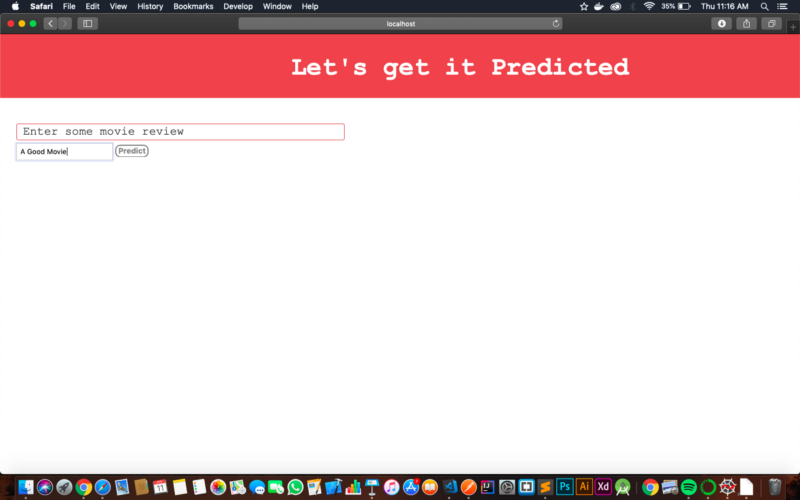 Safari File Edit View History Bookmarks Develop Window Help 35% Thu 11:16 AM
localhost
Let's get it Predicted
Enter some movie review
A Good Movie Predict
Ps Ai Xd